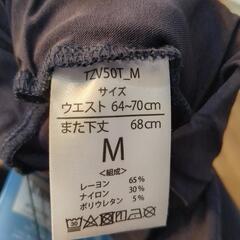 TZV50T_M
サイズ
ウエスト 64~70cm
また下丈 68cm
M
<組成>
レーヨン 65%
ナイロン 30%
ポリウレタン 5%